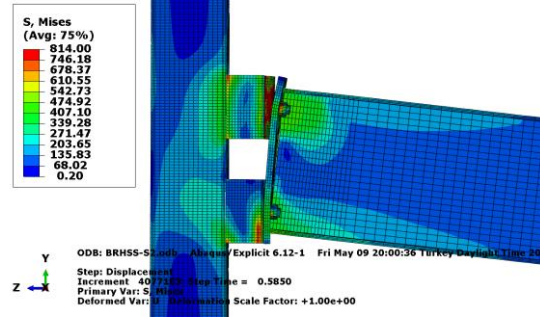 S, Mises
(Avg: 75%)
814.00
746.18
678.37
610.55
542.73
474.92
407.10
339.28
271.47
203.65
135.83
68.02
0.20
ODB: BRHSS-S2.odb Abaqus/Explicit 6.12-1 Fri May 09 20:00:36 Turkey Daylight Time 20
Y
Step: Displacement
Z X
Increment Step Time = 0.5850
Primary Var: S, Mises
Deformed Var: U Deformation Scale Factor: +1.00e+00